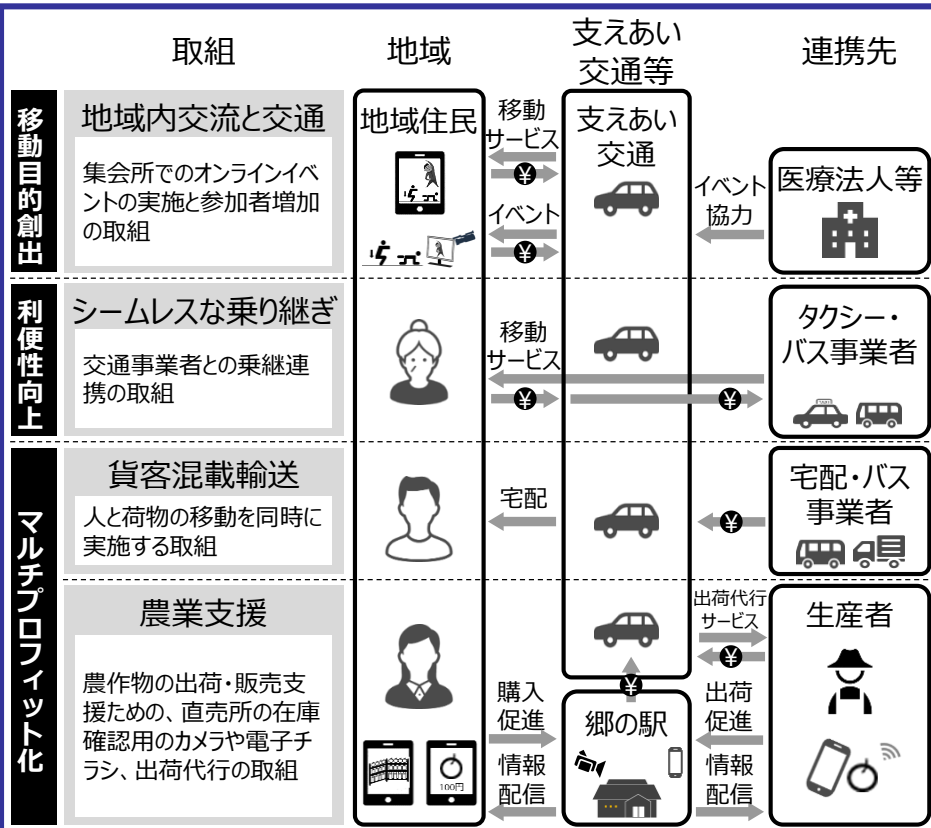 取組
地域
支えあい
交通等
連携先
移動目的創出
地域内交流と交通
集会所でのオンラインイベ
ントの実施と参加者増加
の取組
地域住民
移動
サービス
¥
イベント
¥
支えあい
交通
イベント
協力
医療法人等
利便性向上
シームレスな乗り継ぎ
交通事業者との乗継連
携の取組
移動
サービス
¥
¥
タクシー・
バス事業者
TAXI
マルチプロフィット化
貨客混載輸送
人と荷物の移動を同時に
実施する取組
宅配
¥
宅配・バス
事業者
農業支援
農作物の出荷・販売支
援ための、直売所の在庫
確認用のカメラや電子チ
ラシ、出荷代行の取組
100円
購入
促進
情報
配信
¥
郷の駅
出荷代行
サービス
¥
出荷
促進
情報
配信
生産者